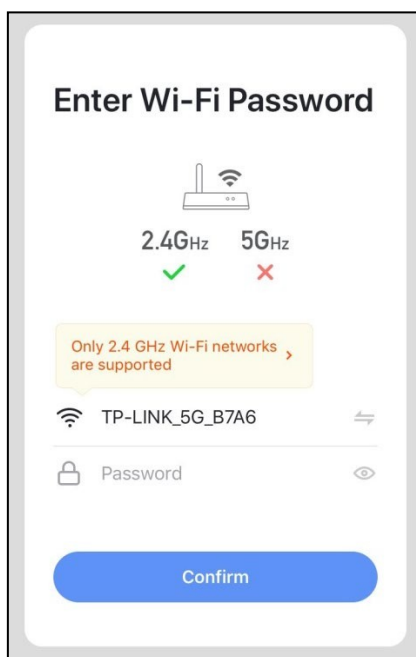 Enter Wi-Fi Password
2.4GHz 5GHz
Only 2.4 GHz Wi-Fi networks
are supported
TP-LINK_5G_B7A6
Password
Confirm